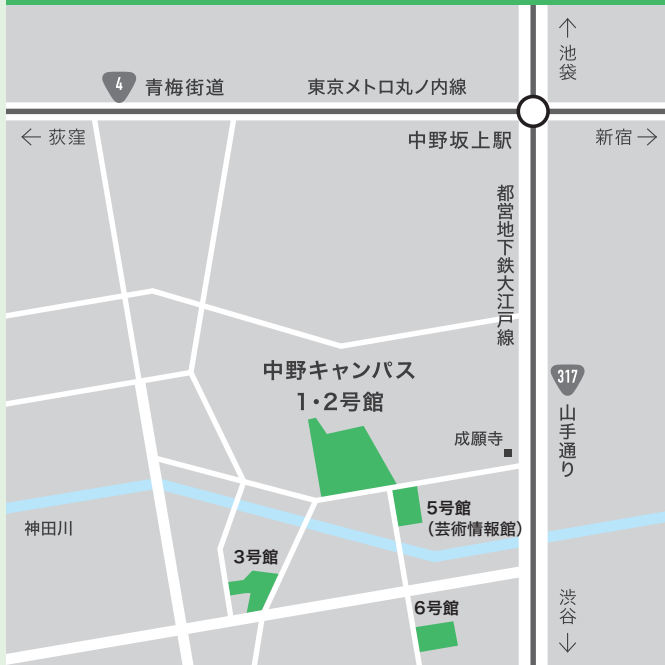 ↑池袋
4
青梅街道
東京メトロ丸ノ内線
← 荻窪
中野坂上駅
新宿 →
都営地下鉄大江戸線
中野キャンパス
1・2号館
317
山手通り
成願寺
5号館
（芸術情報館）
神田川
3号館
6号館
渋谷↓